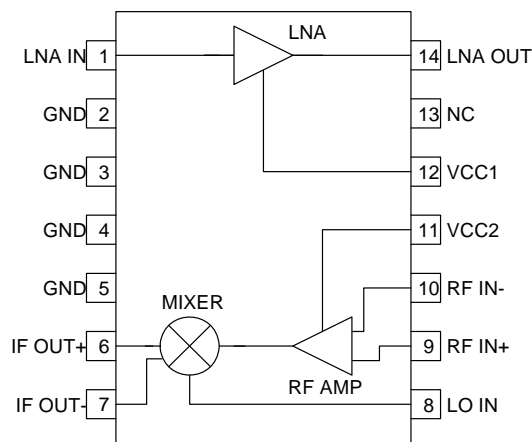 LNA
LNA IN 1
14 LNA OUT
GND 2
13 NC
GND 3
12 VCC1
GND 4
11 VCC2
GND 5
10 RF IN-
MIXER
IF OUT+ 6
9 RF IN+
RF AMP
IF OUT- 7
8 LO IN